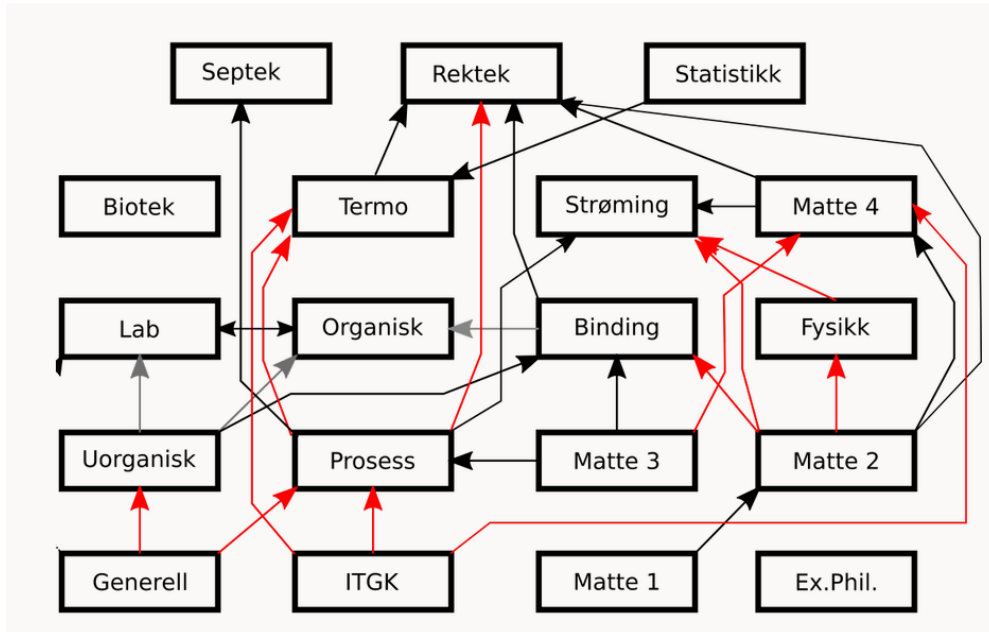 Septek
Rektek
Statistikk
Biotek
Termo
Strøming
Matte 4
Lab
Organisk
Binding
Fysikk
Uorganisk
Prosess
Matte 3
Matte 2
Generell
ITGK
Matte 1
Ex.Phil.